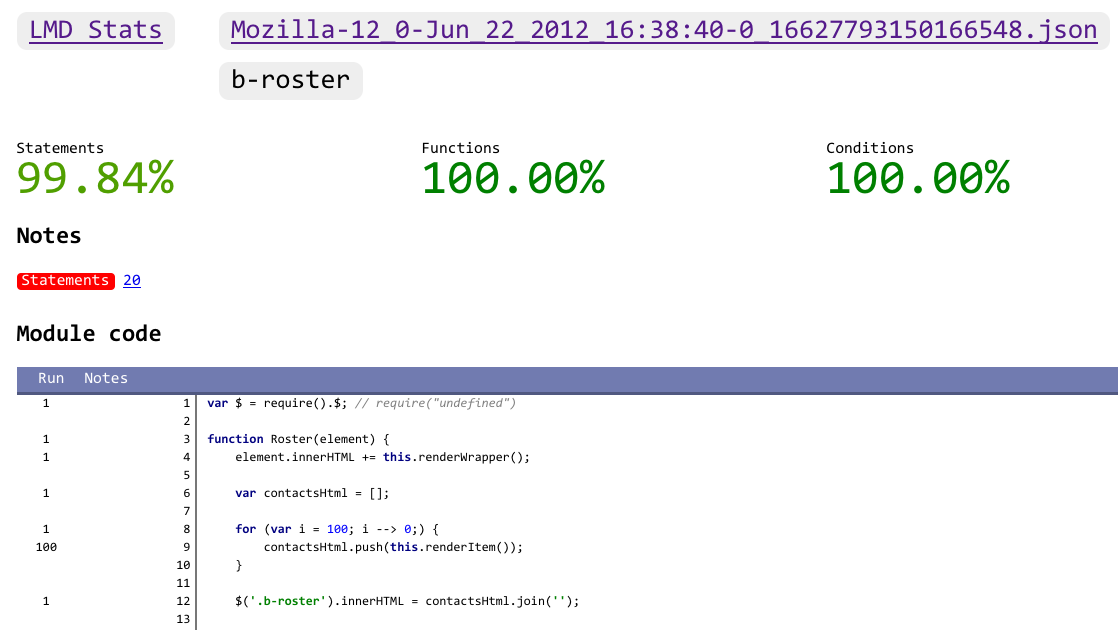 LMD Stats Mozilla-12_0-Jun_22_2012_16:38:40-0_16627793150166548.json
b-roster
Statements Functions Conditions
99.84% 100.00% 100.00%
Notes
Statements 20
Module code
Run Notes
1 1 var $ = require().$; // require("undefined")
2
1 3 function Roster(element) {
1 4 element.innerHTML += this.renderWrapper();
5
1 6 var contactsHtml = [];
7
1 8 for (var i = 100; i --> 0;) {
100 9 contactsHtml.push(this.renderItem());
10 }
11
1 12 $('.b-roster').innerHTML = contactsHtml.join('');
13